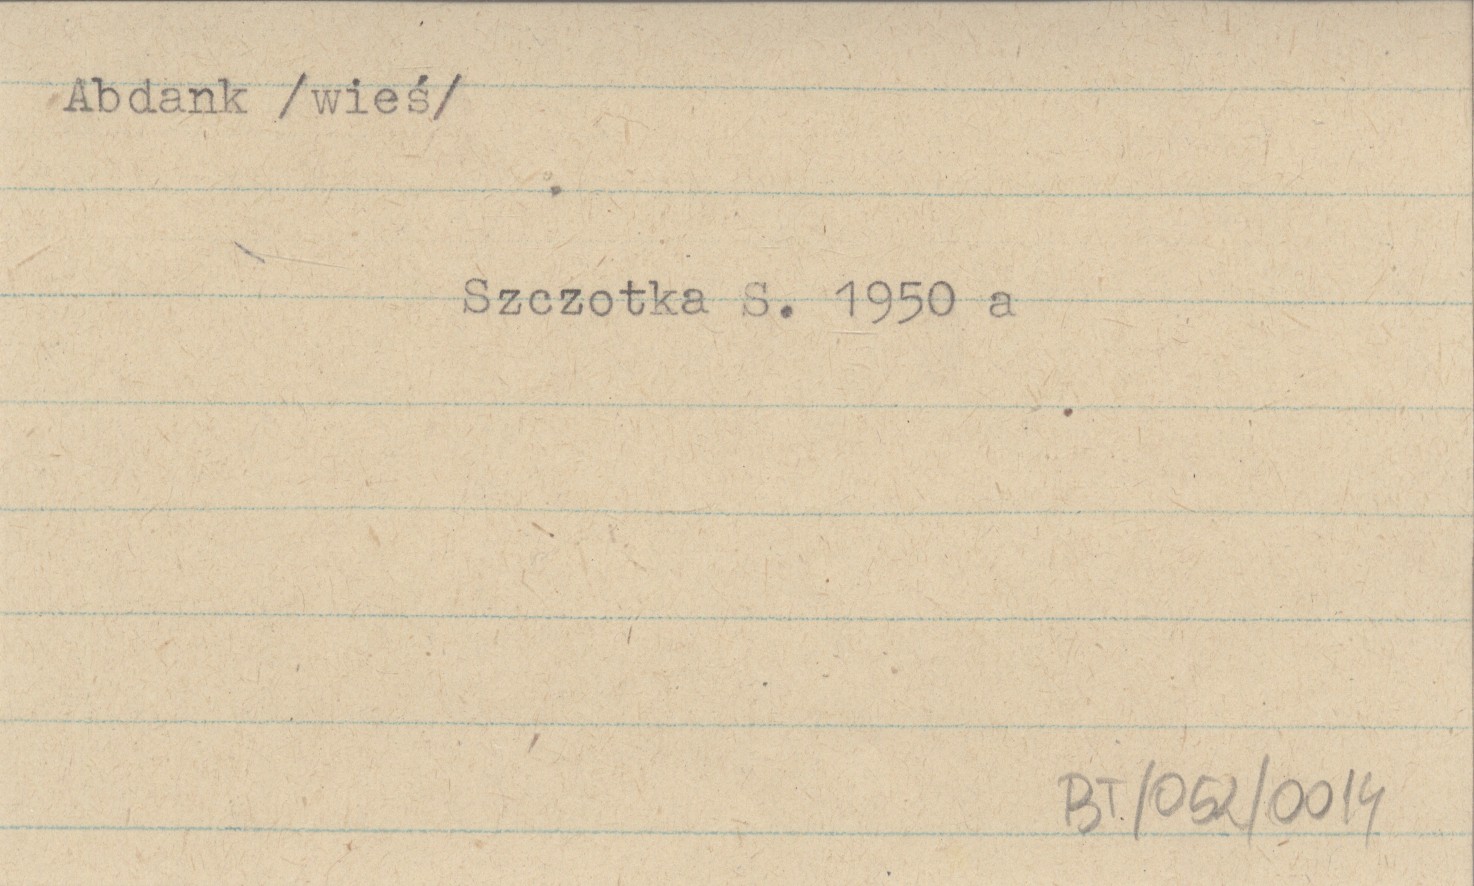 Abdank /wieś/
Szczotka S. 1950 a
BT/052/0014